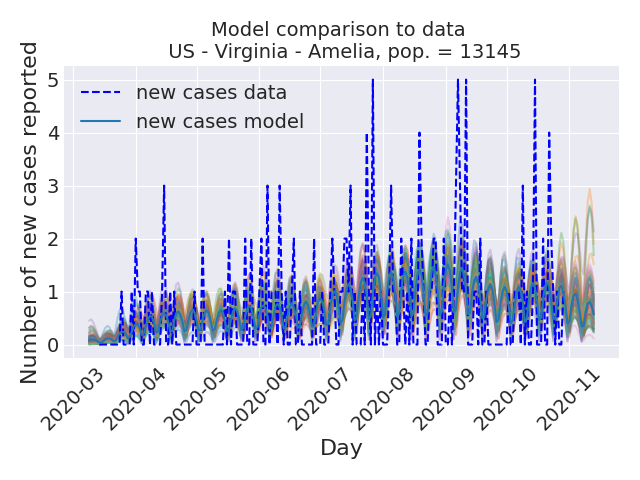 Model comparison to data
US - Virginia - Amelia, pop. = 13145
Number of new cases reported
5
4
3
2
1
0
new cases data
new cases model
2020-03
2020-04
2020-05
2020-06
2020-07
2020-08
2020-09
2020-10
2020-11
Day